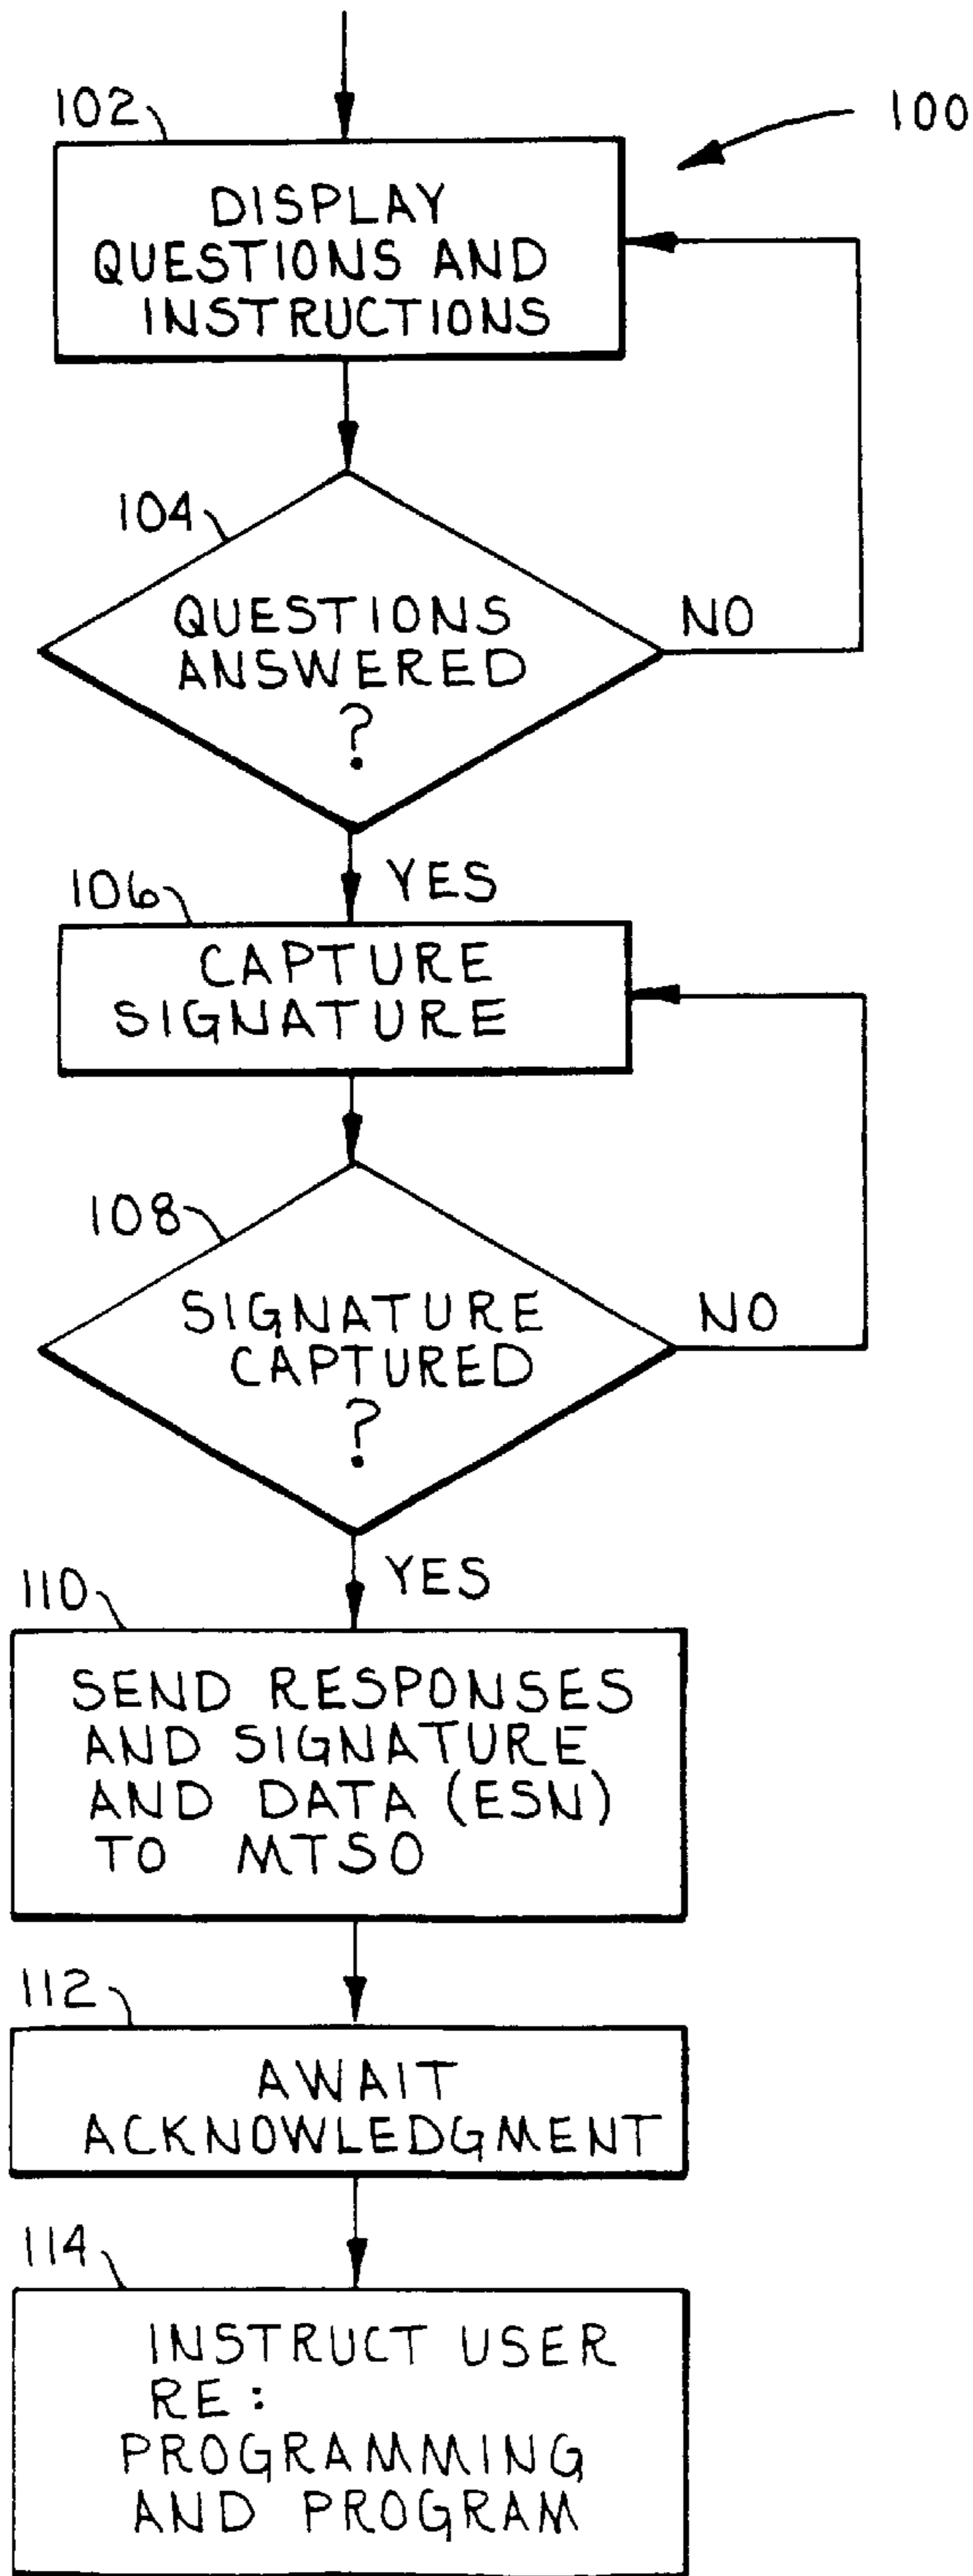 102
100
DISPLAY
QUESTIONS AND
INSTRUCTIONS
104
QUESTIONS
ANSWERED
?
NO
YES
106
CAPTURE
SIGNATURE
108
SIGNATURE
CAPTURED
?
NO
YES
110
SEND RESPONSES
AND SIGNATURE
AND DATA (ESN)
TO MTSO
112
AWAIT
ACKNOWLEDGMENT
114
INSTRUCT USER
RE:
PROGRAMMING
AND PROGRAM